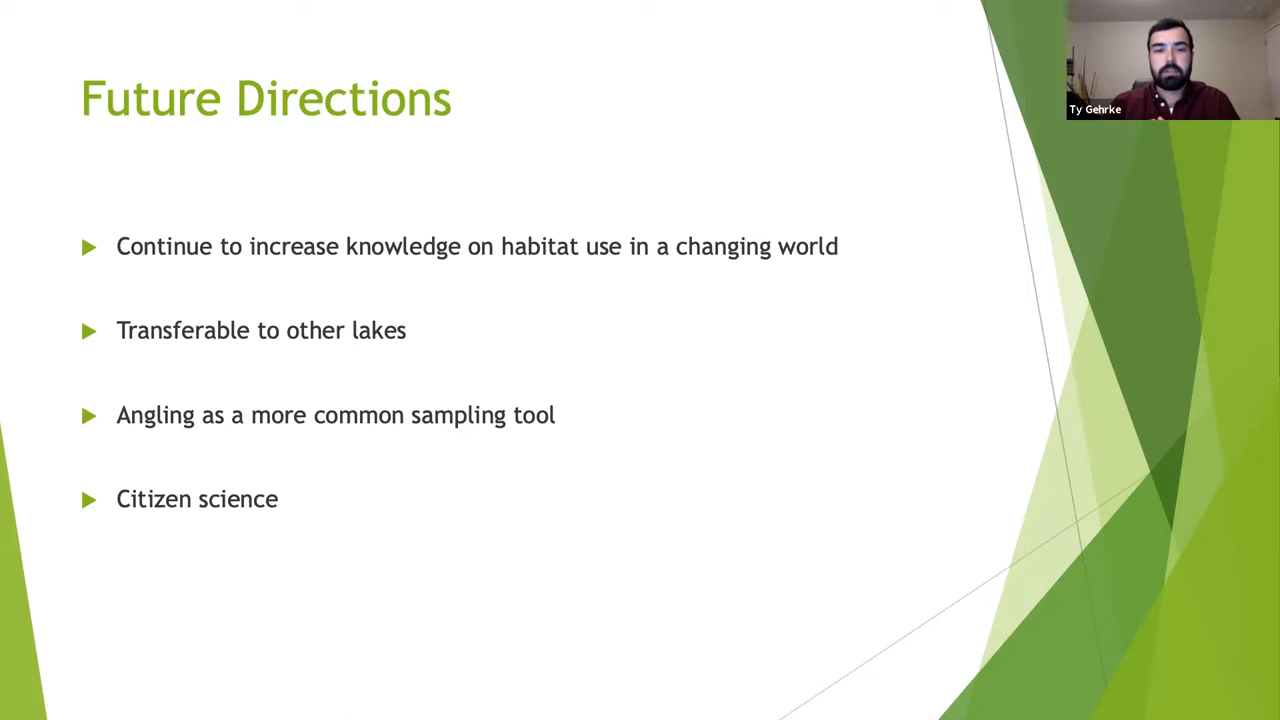 Future Directions
Ty Gehrke
Continue to increase knowledge on habitat use in a changing world
Transferable to other lakes
Angling as a more common sampling tool
Citizen science